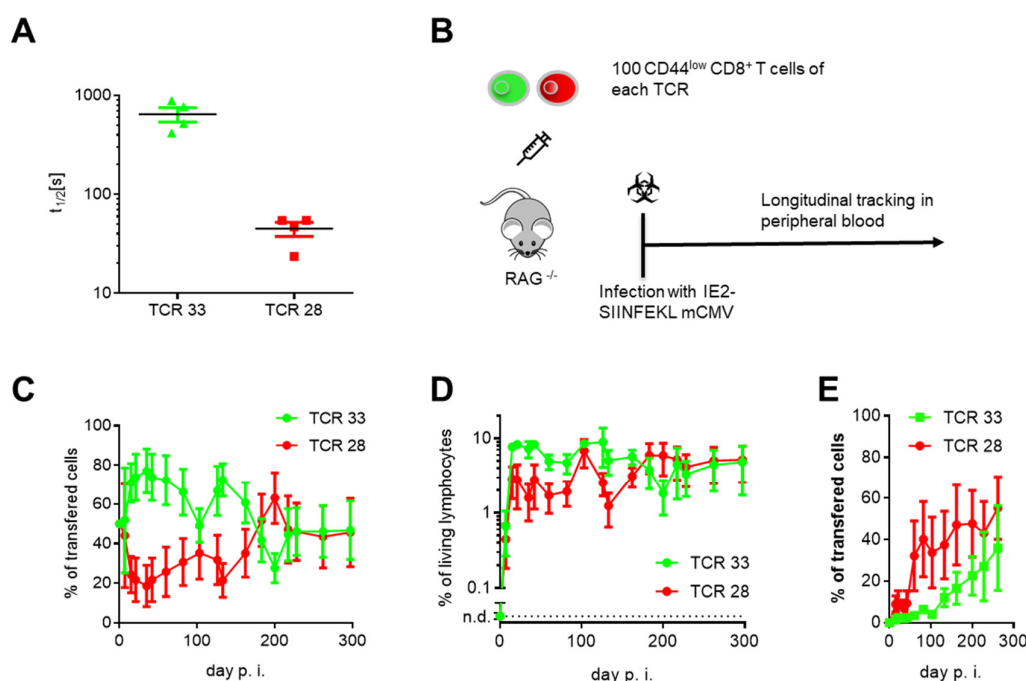 A
1000
100
10
t1/2[s]
TCR 33
TCR 28
B
100 CD44low CD8+ T cells of
each TCR
RAG -/-
Longitudinal tracking in
peripheral blood
Infection with IE2-
SIINFEKL mCMV
C
TCR 33
TCR 28
100
80
60
40
20
0
% of transfered cells
0 100 200 300
day p. i.
D
10
1
0.1
n.d.
% of living lymphocytes
TCR 33
TCR 28
0 100 200 300
day p. i.
E
TCR 33
TCR 28
100
80
60
40
20
0
% of transfered cells
0 100 200 300
day p. i.